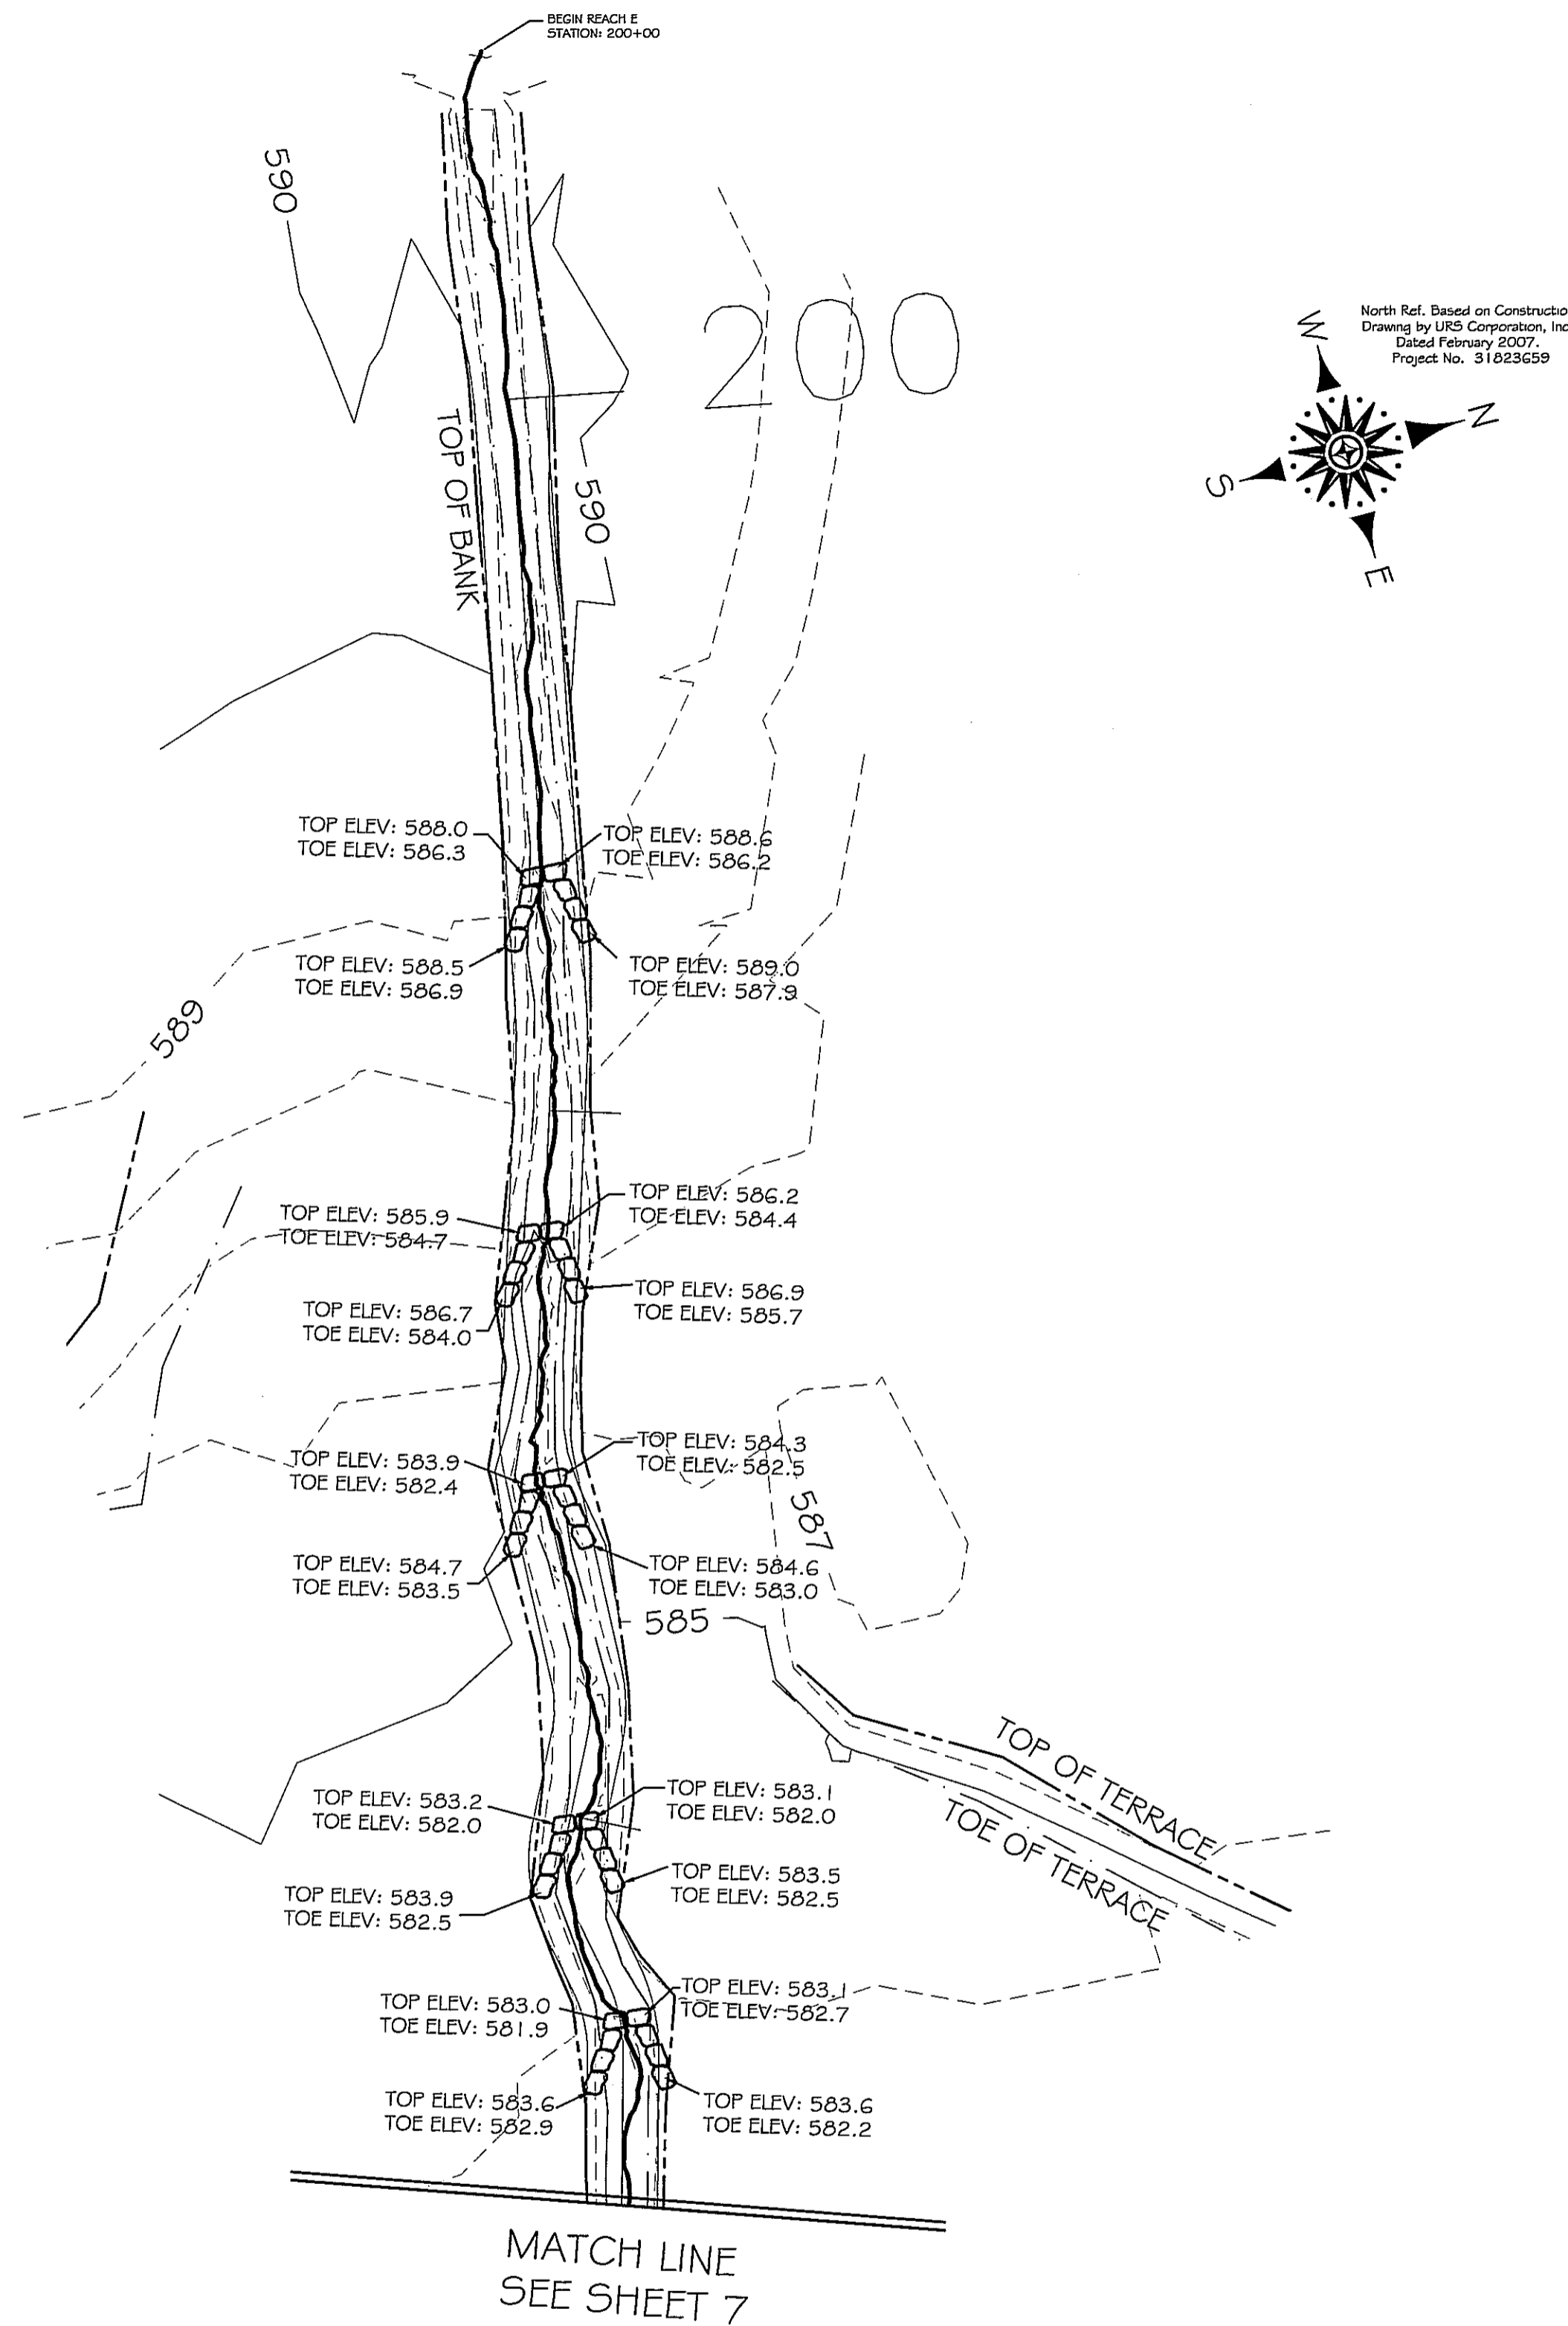 BEGIN REACH E
STATION: 200+00
590
200
North Ref. Based on Constructio
Drawing by URS Corporation, Inc
Dated February 2007.
Project No. 31823659
W
N
S
E
TOP OF BANK
590
TOP ELEV: 588.0
TOE ELEV: 586.3
TOP ELEV: 588.6
TOE ELEV: 586.2
TOP ELEV: 588.5
TOE ELEV: 586.9
TOP ELEV: 589.0
TOE ELEV: 587.9
589
TOP ELEV: 585.9
TOE ELEV: 584.7
TOP ELEV: 586.2
TOE ELEV: 584.4
TOP ELEV: 586.7
TOE ELEV: 584.0
TOP ELEV: 586.9
TOE ELEV: 585.7
TOP ELEV: 583.9
TOE ELEV: 582.4
TOP ELEV: 584.3
TOE ELEV: 582.5
587
TOP ELEV: 584.7
TOE ELEV: 583.5
TOP ELEV: 584.6
TOE ELEV: 583.0
585
TOP OF TERRACE
TOE OF TERRACE
TOP ELEV: 583.2
TOE ELEV: 582.0
TOP ELEV: 583.1
TOE ELEV: 582.0
TOP ELEV: 583.9
TOE ELEV: 582.5
TOP ELEV: 583.5
TOE ELEV: 582.5
TOP ELEV: 583.0
TOE ELEV: 581.9
TOP ELEV: 583.1
TOE ELEV: 582.7
TOP ELEV: 583.6
TOE ELEV: 582.9
TOP ELEV: 583.6
TOE ELEV: 582.2
MATCH LINE
SEE SHEET 7